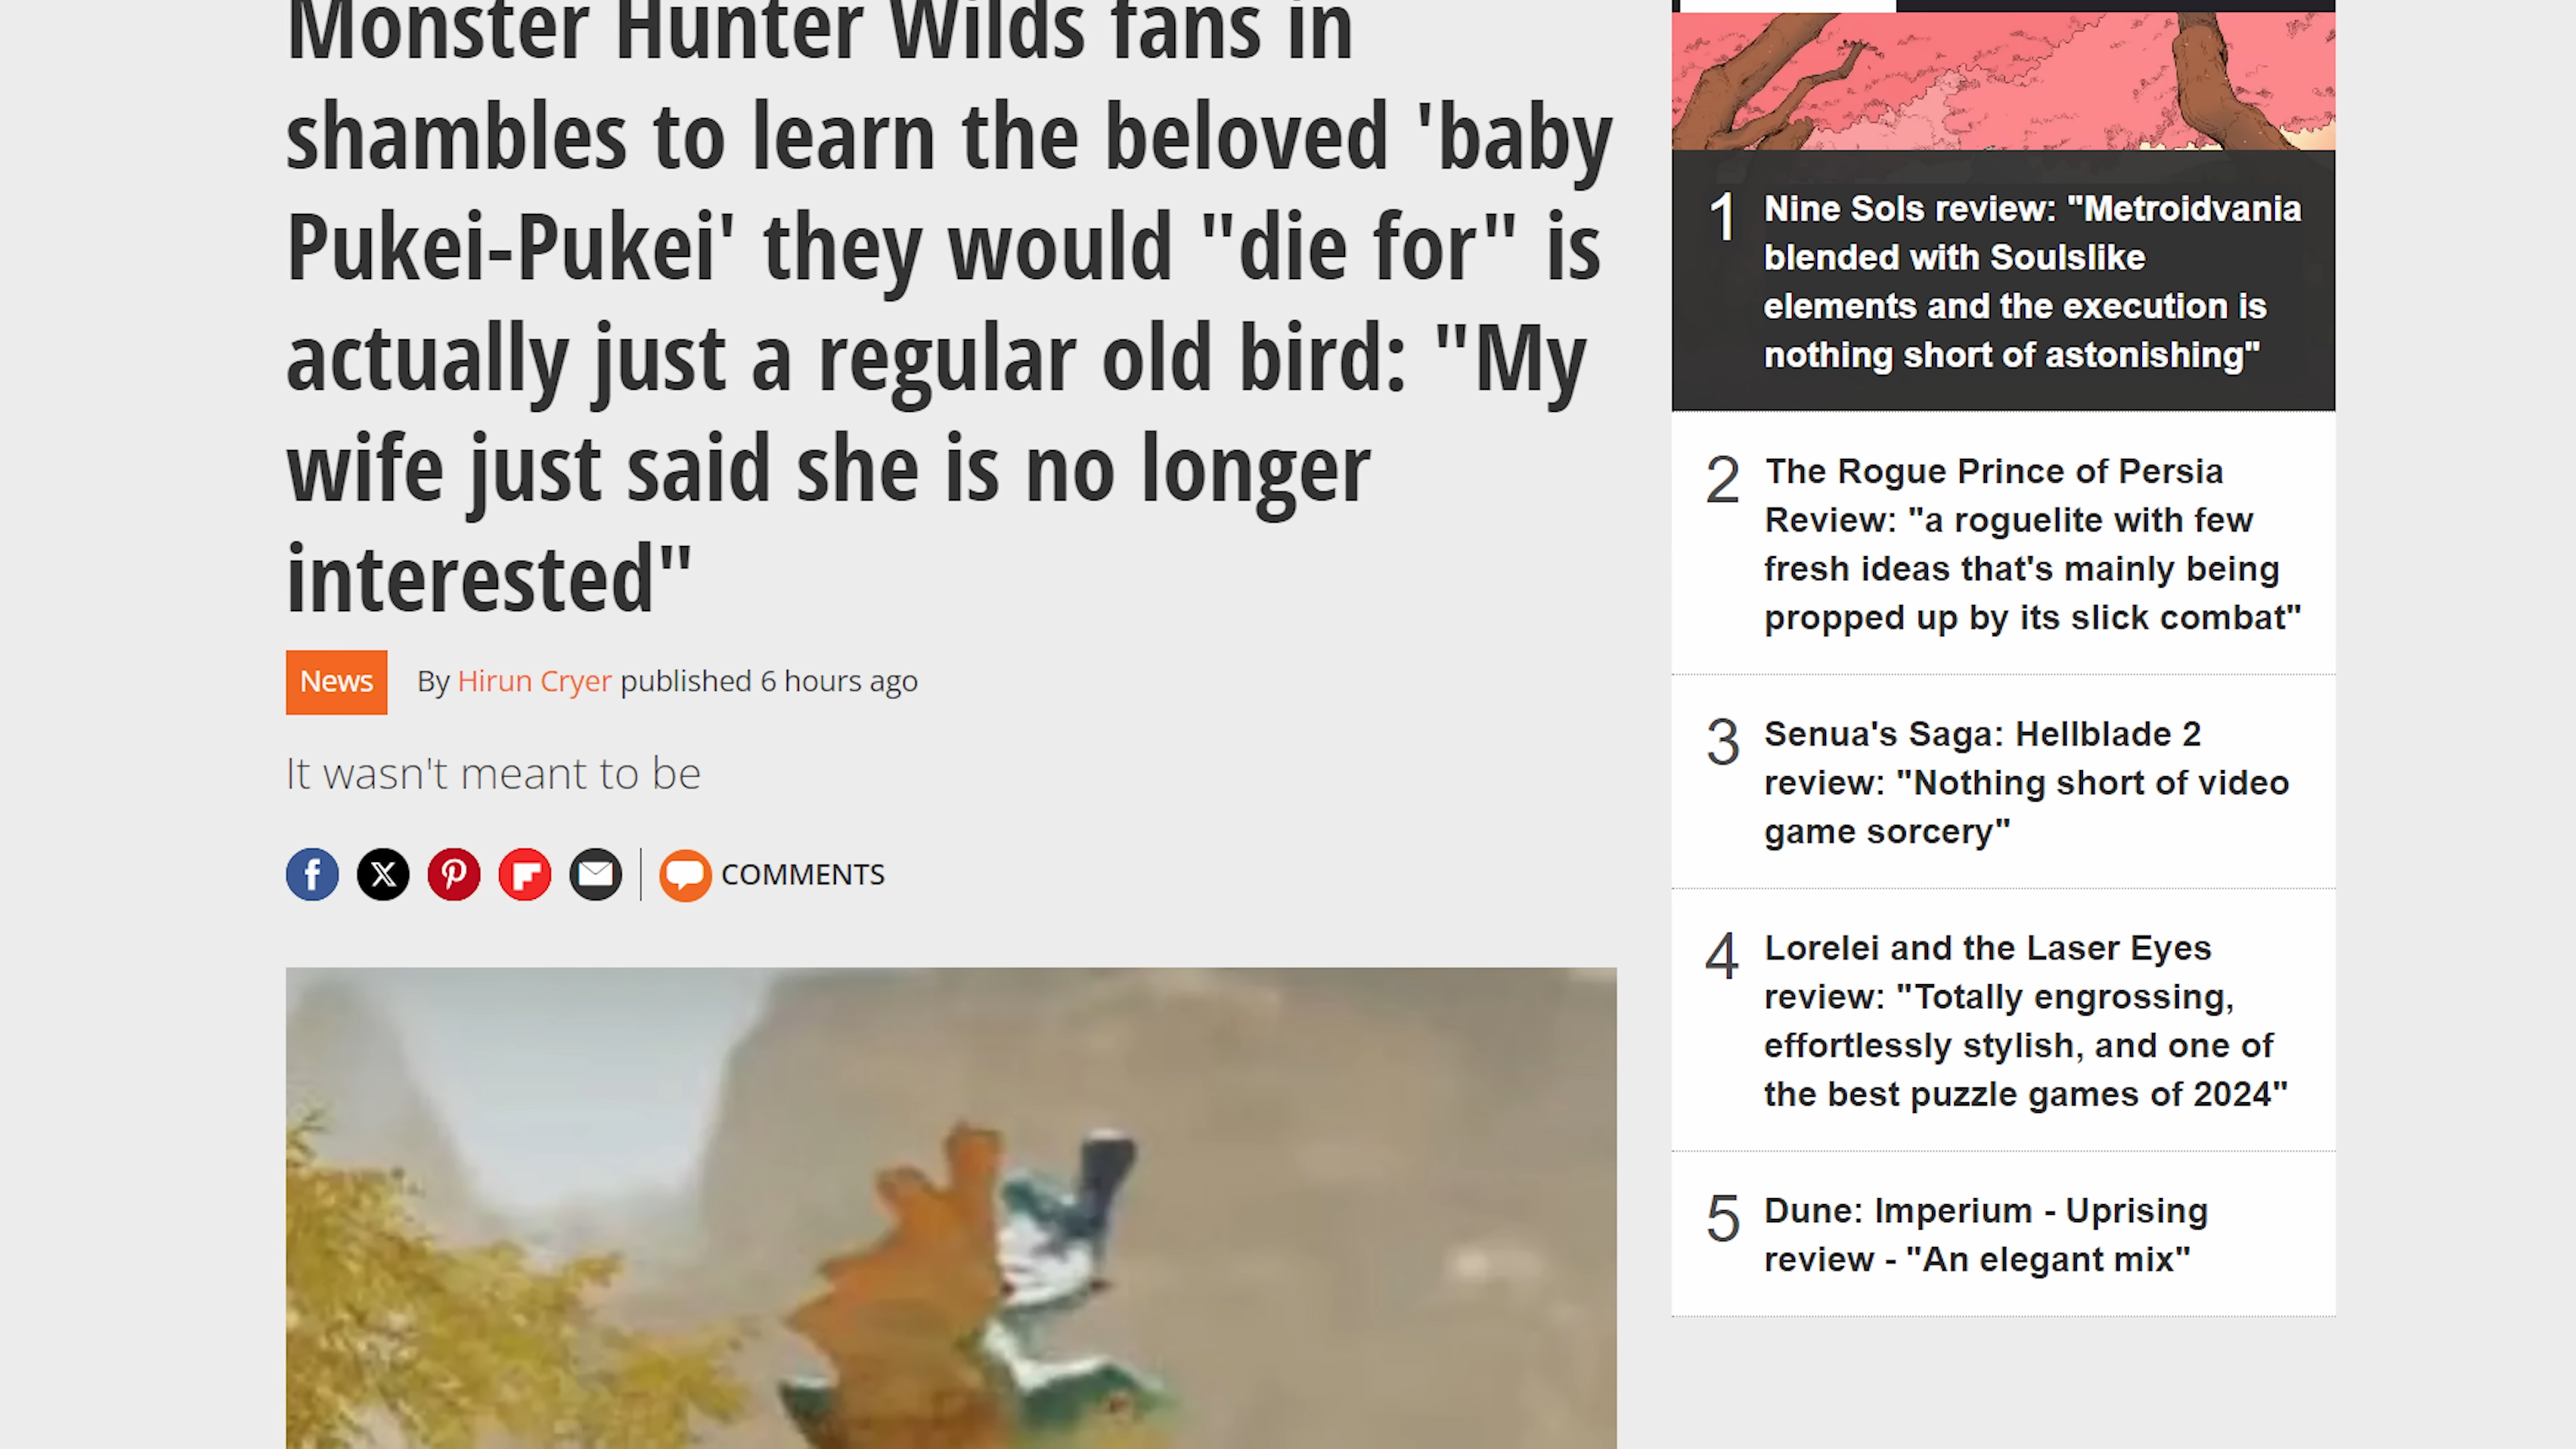 Monster Hunter Wilds fans in
shambles to learn the beloved 'baby
Pukei-Pukei' they would "die for" is
actually just a regular old bird: "My
wife just said she is no longer
interested"
News
By Hirun Cryer published 6 hours ago
It wasn't meant to be
COMMENTS
1
Nine Sols review: "Metroidvania
blended with Soulslike
elements and the execution is
nothing short of astonishing"
2
The Rogue Prince of Persia
Review: "a roguelite with few
fresh ideas that's mainly being
propped up by its slick combat"
3
Senua's Saga: Hellblade 2
review: "Nothing short of video
game sorcery"
4
Lorelei and the Laser Eyes
review: "Totally engrossing,
effortlessly stylish, and one of
the best puzzle games of 2024"
5
Dune: Imperium - Uprising
review - "An elegant mix"